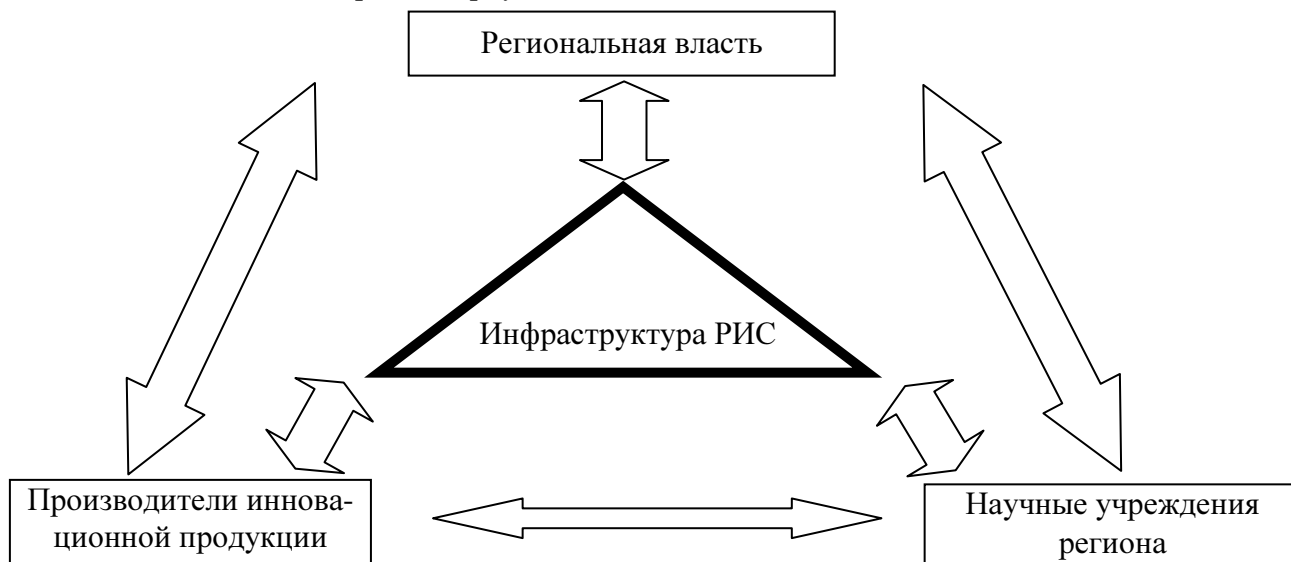 Региональная власть
Инфраструктура РИС
Производители иннова-
ционной продукции
Научные учреждения
региона